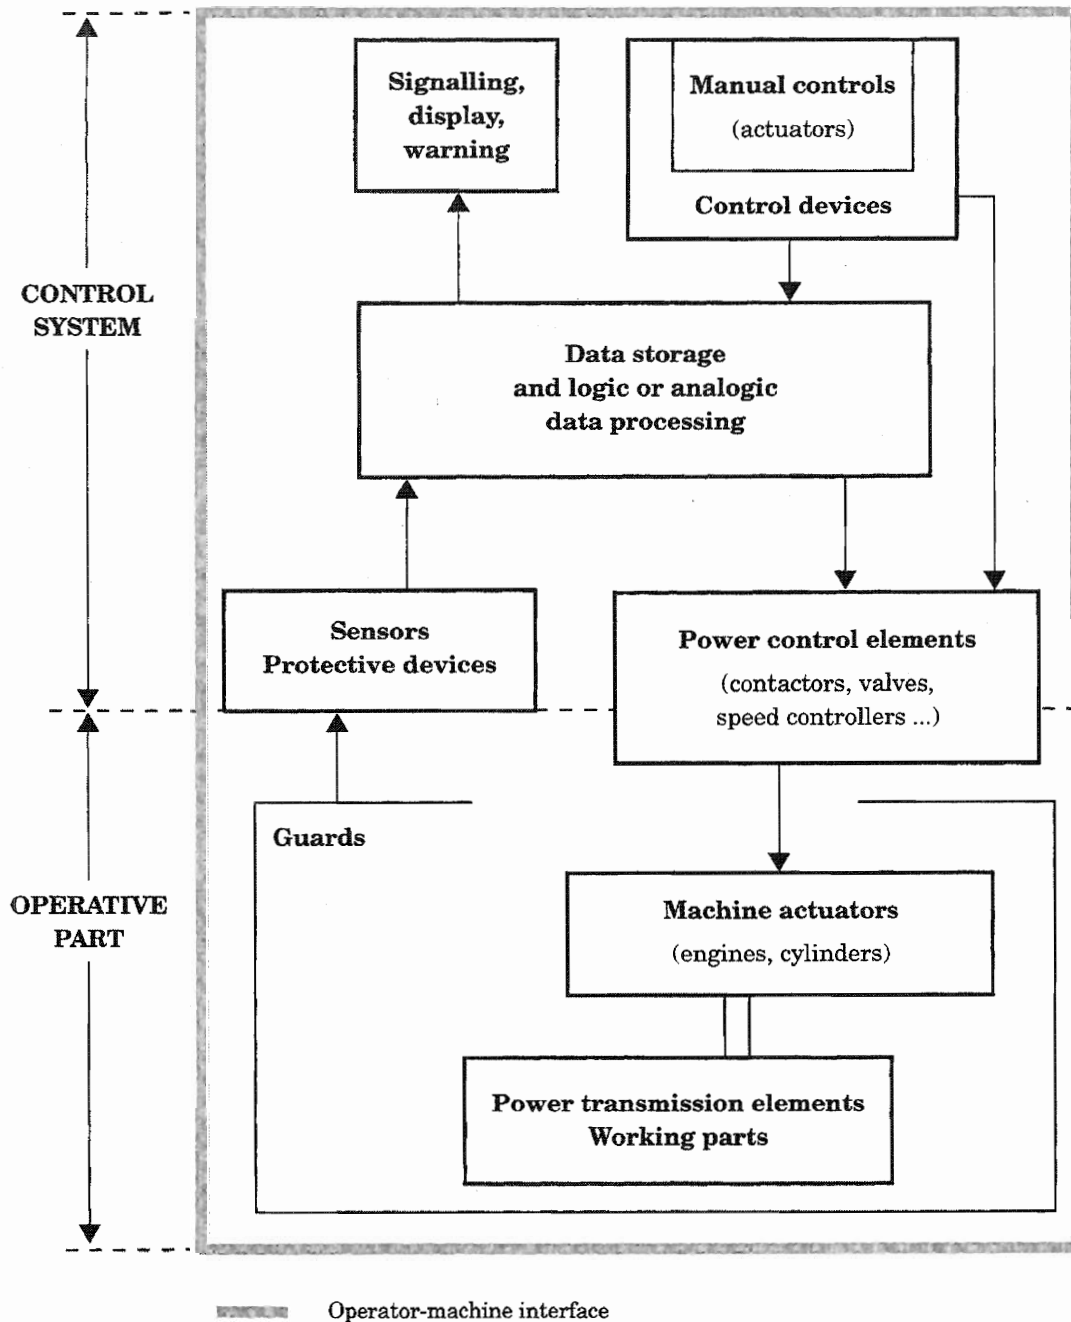 Signalling,
display,
warning
Manual controls
(actuators)
Control devices
CONTROL
SYSTEM
Data storage
and logic or analogic
data processing
Sensors
Protective devices
Power control elements
(contactors, valves,
speed controllers ...)
Guards
OPERATIVE
PART
Machine actuators
(engines, cylinders)
Power transmission elements
Working parts
Operator-machine interface